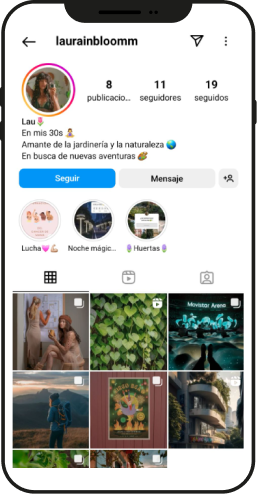 laurainbloomm
8 11 19
publicacio... seguidores seguidos
Lau🌷
En mis 30s
Amante de la jardinería y la naturaleza 🌎
En busca de nuevas aventuras
Seguir Mensaje
Lucha Noche mágic... 🪻Huertas🪻
Movistar Arena